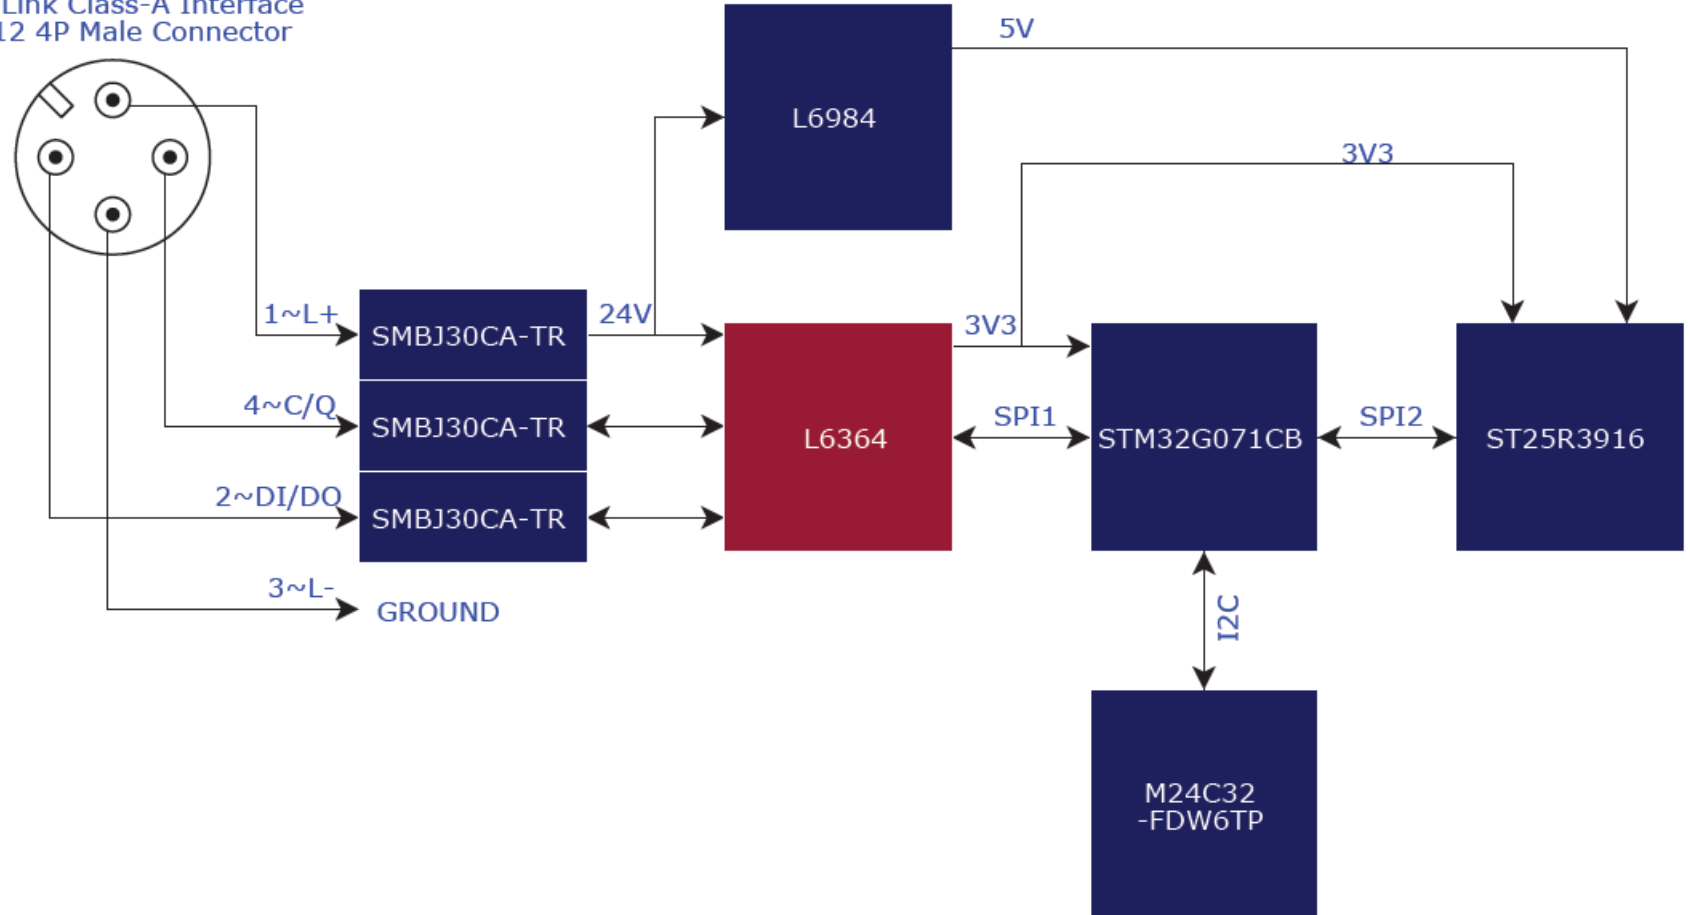 Link Class-A Interface
12 4P Male Connector
5V
L6984
3V3
1~L+
SMBJ30CA-TR
24V
3V3
4~C/Q
SMBJ30CA-TR
L6364
SPI1
STM32G071CB
SPI2
ST25R3916
2~DI/DO
SMBJ30CA-TR
3~L-
GROUND
I2C
M24C32
-FDW6TP